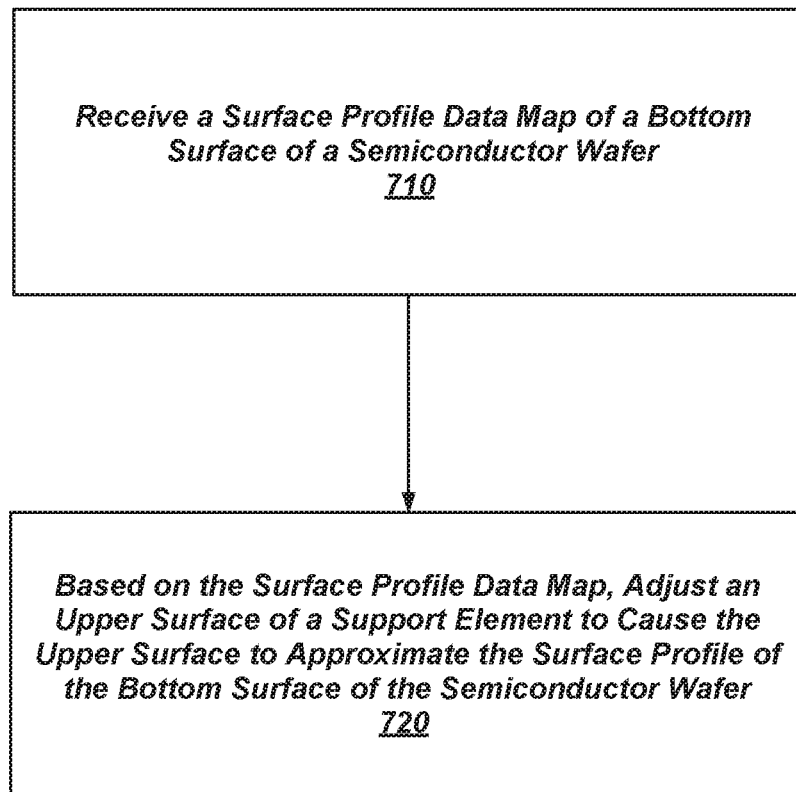 Receive a Surface Profile Data Map of a Bottom
Surface of a Semiconductor Wafer
710
Based on the Surface Profile Data Map, Adjust an
Upper Surface of a Support Element to Cause the
Upper Surface to Approximate the Surface Profile of
the Bottom Surface of the Semiconductor Wafer
720